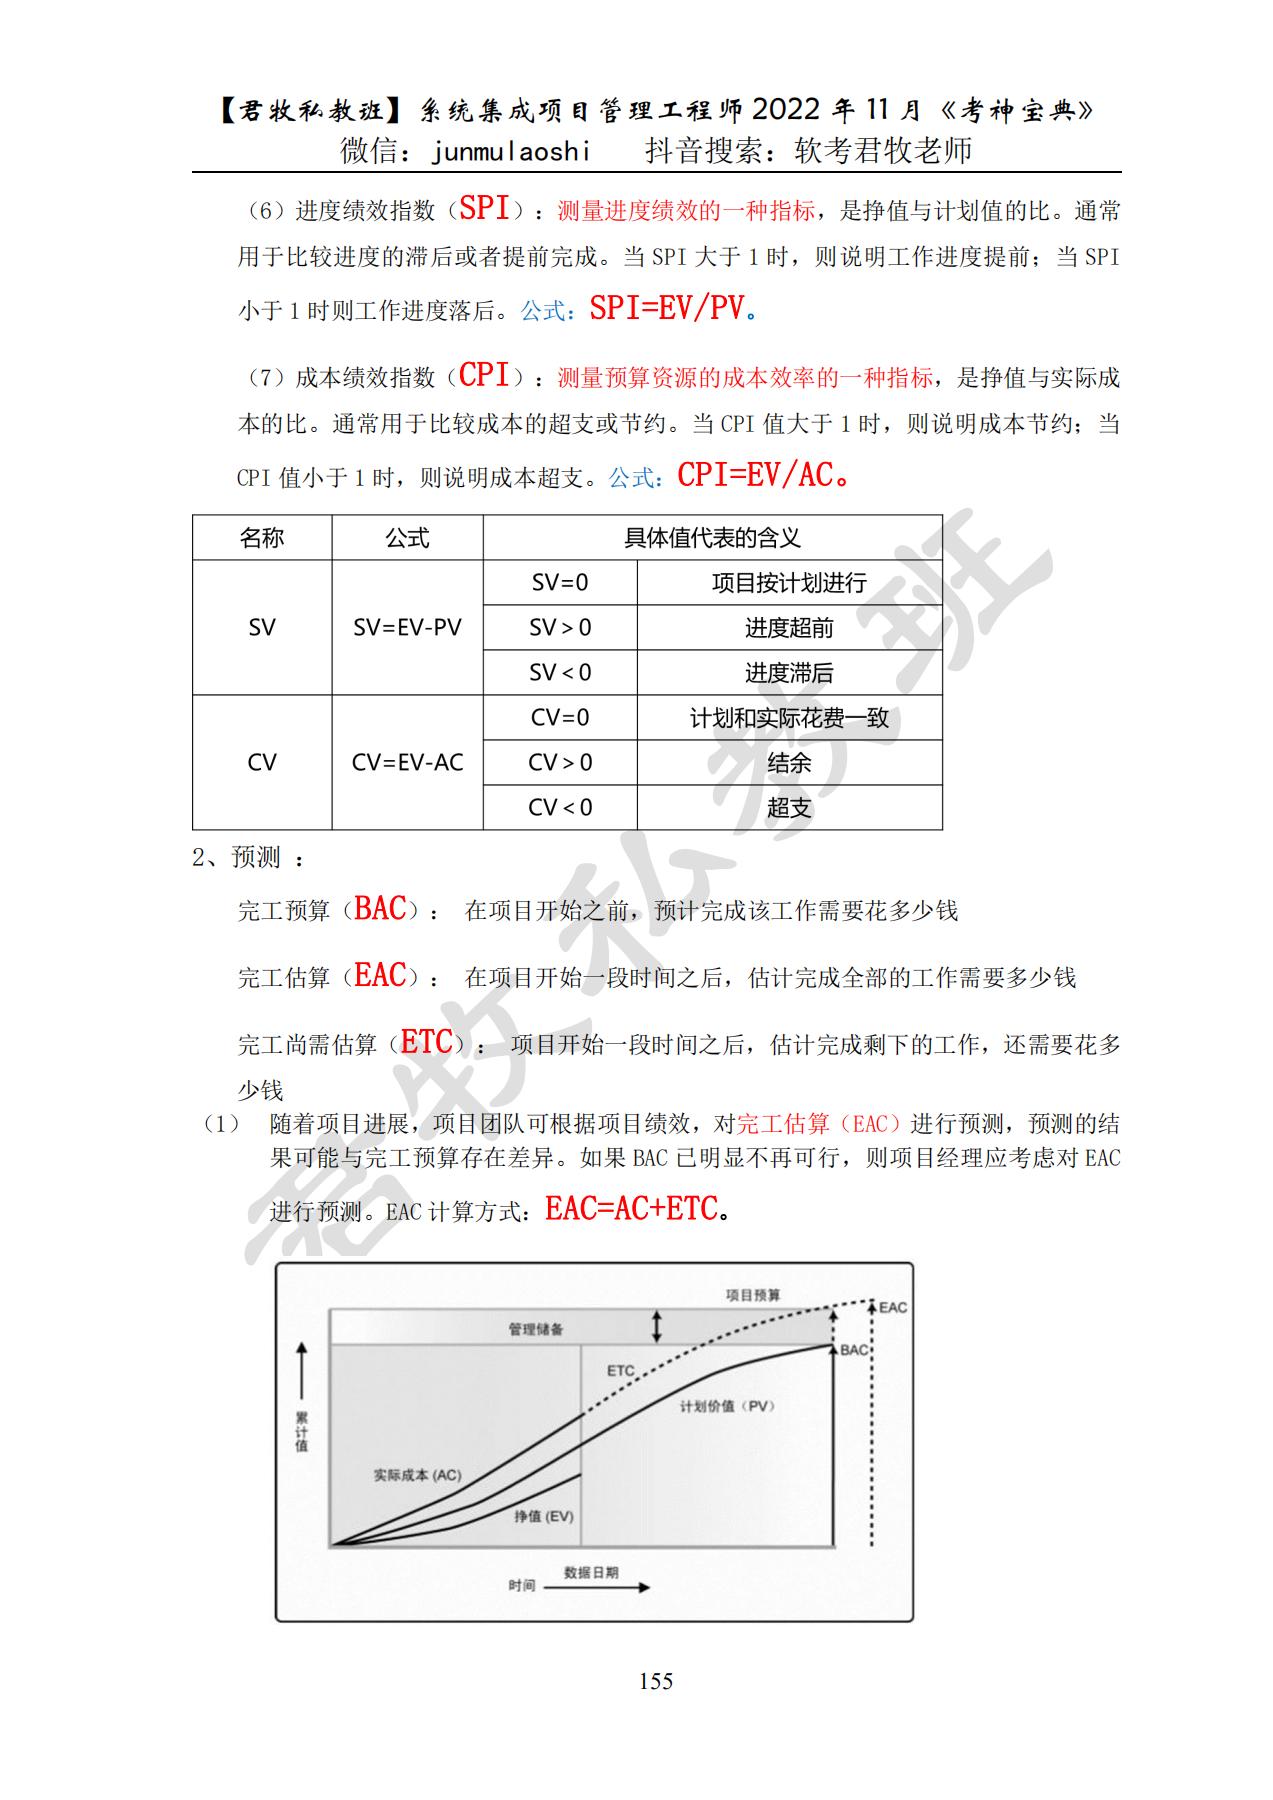 【君牧私教班】系统集成项目管理工程师 2022 年 11 月《考神宝典》
微信：junmulaoshi 抖音搜索：软考君牧老师
（6）进度绩效指数（SPI）：测量进度绩效的一种指标，是挣值与计划值的比。通常
用于比较进度的滞后或者提前完成。当 SPI 大于 1 时，则说明工作进度提前；当 SPI
小于 1 时则工作进度落后。公式：SPI=EV/PV。
（7）成本绩效指数（CPI）：测量预算资源的成本效率的一种指标，是挣值与实际成
本的比。通常用于比较成本的超支或节约。当 CPI 值大于 1 时，则说明成本节约；当
CPI 值小于 1 时，则说明成本超支。公式：CPI=EV/AC。
名称 公式 具体值代表的含义
SV SV=EV-PV SV=0 项目按计划进行
SV＞0 进度超前
SV＜0 进度滞后
CV CV=EV-AC CV=0 计划和实际花费一致
CV＞0 结余
CV＜0 超支
2、预测 ：
完工预算（BAC）： 在项目开始之前，预计完成该工作需要花多少钱
完工估算（EAC）： 在项目开始一段时间之后，估计完成全部的工作需要多少钱
完工尚需估算（ETC）： 项目开始一段时间之后，估计完成剩下的工作，还需要花多
少钱
（1） 随着项目进展，项目团队可根据项目绩效，对完工估算（EAC）进行预测，预测的结
果可能与完工预算存在差异。如果 BAC 已明显不再可行，则项目经理应考虑对 EAC
进行预测。EAC 计算方式：EAC=AC+ETC。
项目预算
EAC
管理储备
BAC
ETC
计划价值（PV）
累计值
实际成本 (AC)
挣值 (EV)
数据日期
时间
155
君牧私教班